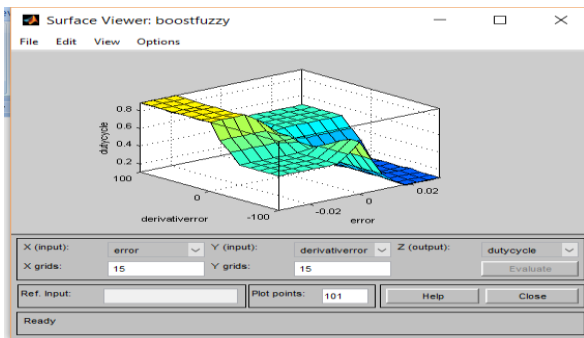 Surface Viewer: boostfuzzy
File Edit View Options
0.8
0.6
0.4
0.2
dutycycle
100
0
-100
derivativerror
-0.02
0
0.02
error
X (input): error Y (input): derivativerror Z (output): dutycycle
X grids: 15 Y grids: 15 Evaluate
Ref. Input: Plot points: 101 Help Close
Ready